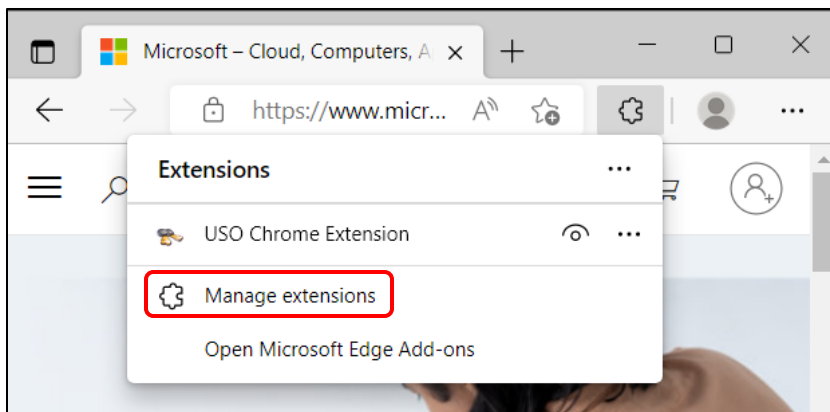 Microsoft – Cloud, Computers, A
https://www.micr...
Extensions
USO Chrome Extension
Manage extensions
Open Microsoft Edge Add-ons